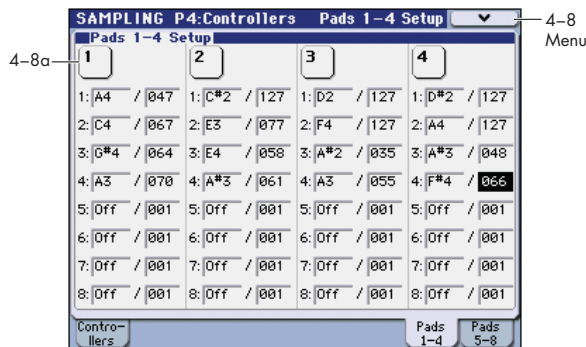 SAMPLING P4:Controllers Pads 1–4 Setup
4–8
Menu
Pads 1–4 Setup
4–8a
1 2 3 4
1: A4 / 047 1: C#2 / 127 1: D2 / 127 1: D#2 / 127
2: C4 / 067 2: E3 / 077 2: F4 / 127 2: A4 / 127
3: G#4 / 064 3: E4 / 058 3: A#2 / 035 3: A#3 / 048
4: A3 / 070 4: A#3 / 061 4: A3 / 055 4: F#4 / 066
5: Off / 001 5: Off / 001 5: Off / 001 5: Off / 001
6: Off / 001 6: Off / 001 6: Off / 001 6: Off / 001
7: Off / 001 7: Off / 001 7: Off / 001 7: Off / 001
8: Off / 001 8: Off / 001 8: Off / 001 8: Off / 001
Contro–
llers
Pads
1–4
Pads
5–8